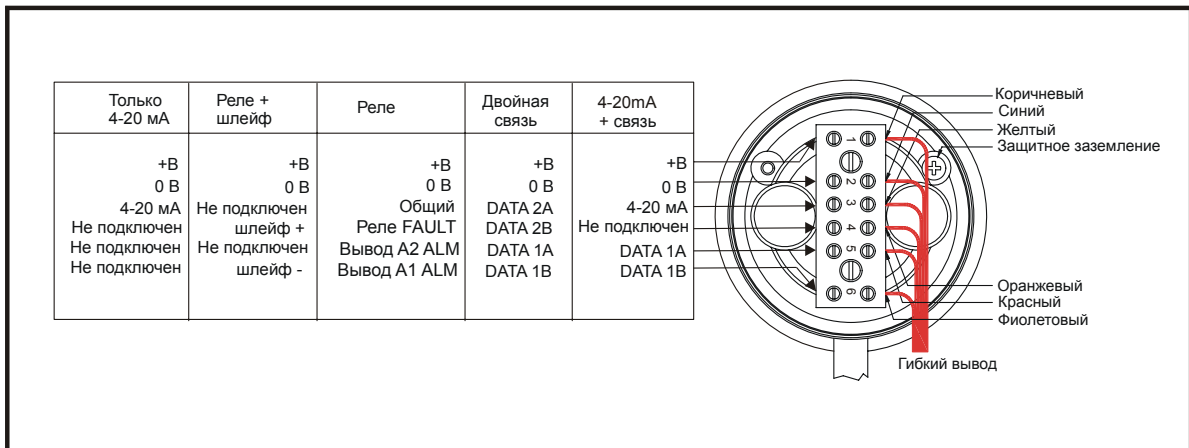 Только 4-20 мА
Реле + шлейф
Реле
Двойная связь
4-20mA + связь
+В
+В
+В
+В
+В
0 В
0 В
0 В
0 В
0 В
4-20 мА
Не подключен
Общий
DATA 2A
4-20 мА
Не подключен
шлейф +
Реле FAULT
DATA 2B
Не подключен
Не подключен
Не подключен
Вывод A2 ALM
DATA 1A
DATA 1A
Не подключен
шлейф -
Вывод A1 ALM
DATA 1B
DATA 1B
1
2
3
4
5
6
Коричневый
Синий
Желтый
Защитное заземление
Оранжевый
Красный
Фиолетовый
Гибкий вывод